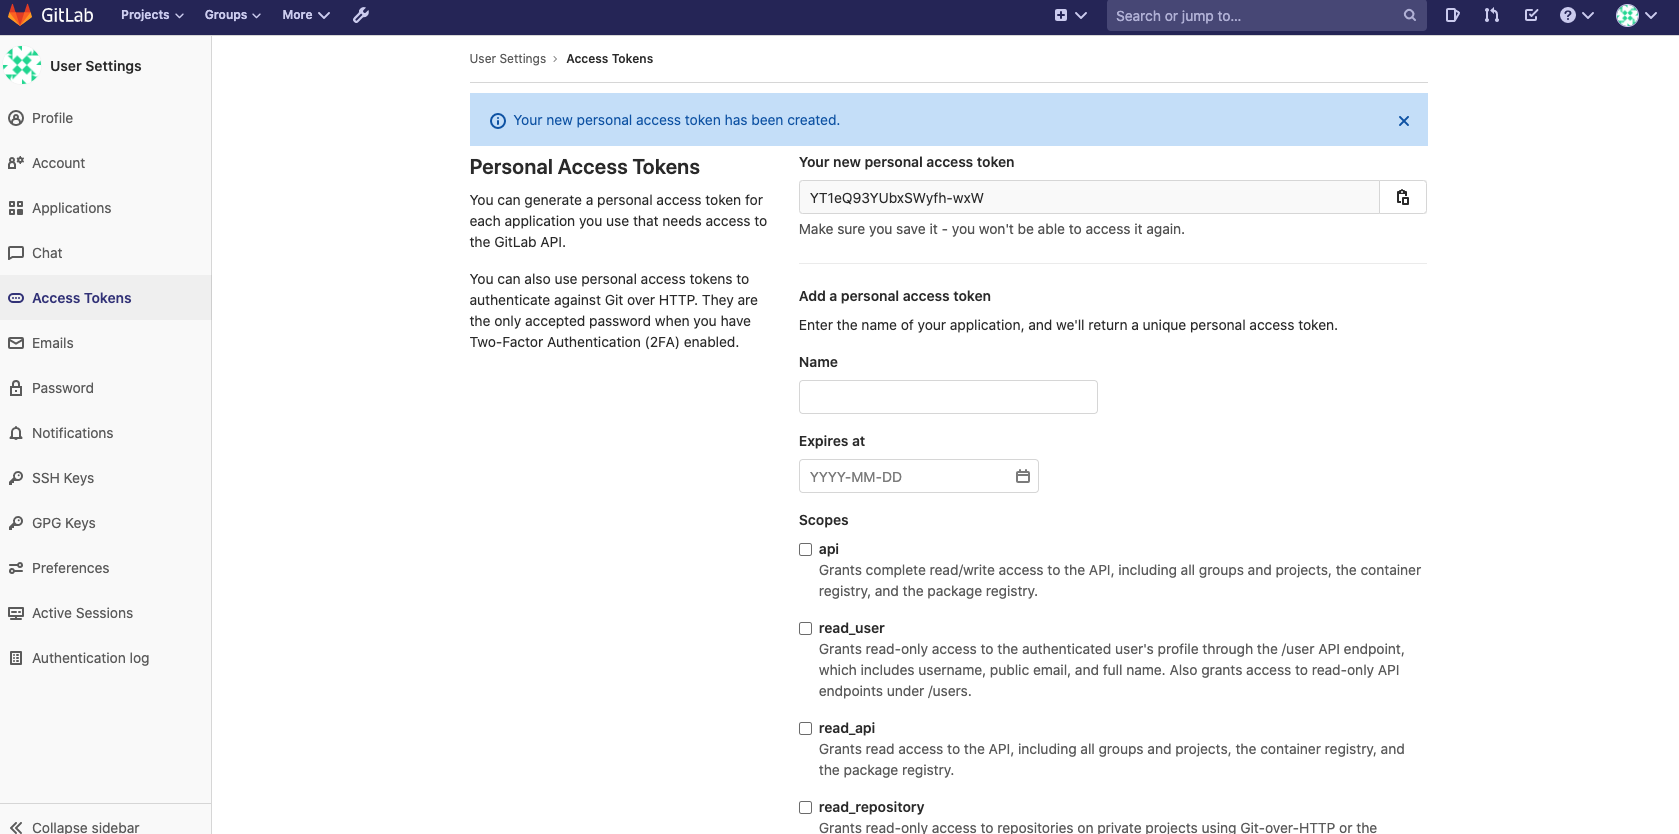 GitLab
Projects
Groups
More
Search or jump to...
User Settings
Profile
Account
Applications
Chat
Access Tokens
Emails
Password
Notifications
SSH Keys
GPG Keys
Preferences
Active Sessions
Authentication log
Collapse sidebar
User Settings › Access Tokens
Your new personal access token has been created.
Personal Access Tokens
You can generate a personal access token for
each application you use that needs access to
the GitLab API.
You can also use personal access tokens to
authenticate against Git over HTTP. They are
the only accepted password when you have
Two-Factor Authentication (2FA) enabled.
Your new personal access token
YT1eQ93YUbxSWyfh-wxW
Make sure you save it - you won't be able to access it again.
Add a personal access token
Enter the name of your application, and we'll return a unique personal access token.
Name
Expires at
YYYY-MM-DD
Scopes
api
Grants complete read/write access to the API, including all groups and projects, the container
registry, and the package registry.
read_user
Grants read-only access to the authenticated user's profile through the /user API endpoint,
which includes username, public email, and full name. Also grants access to read-only API
endpoints under /users.
read_api
Grants read access to the API, including all groups and projects, the container registry, and
the package registry.
read_repository
Grants read-only access to repositories on private projects using Git-over-HTTP or the